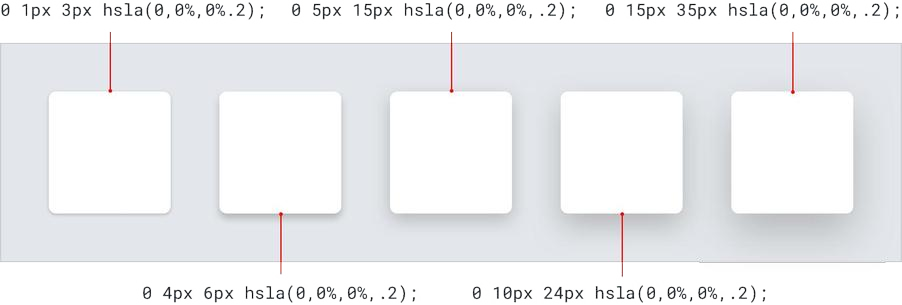 0 1px 3px hsla(0,0%,0%.2);
0 5px 15px hsla(0,0%,0%,.2);
0 15px 35px hsla(0,0%,0%,.2);
0 4px 6px hsla(0,0%,0%,.2);
0 10px 24px hsla(0,0%,0%,.2);